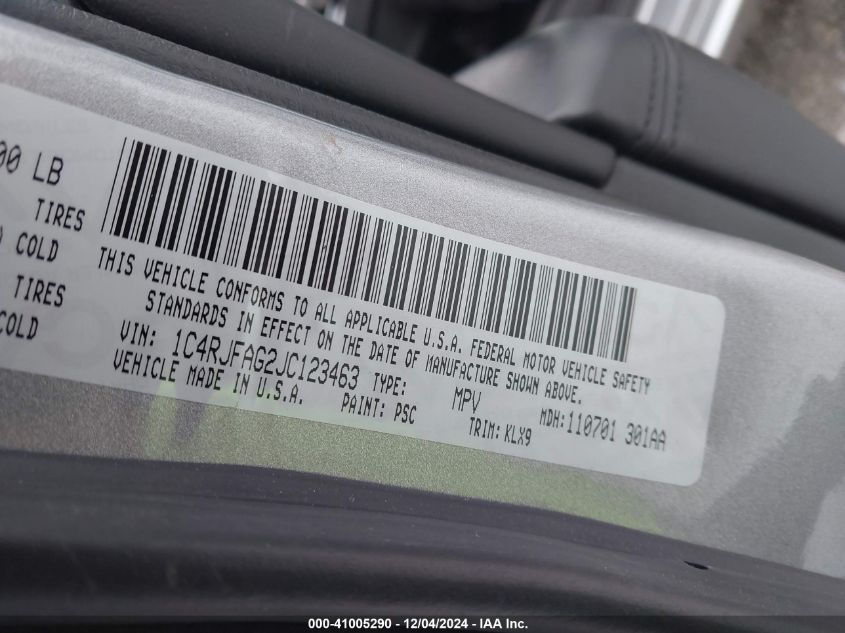 00 LB
TIRES
COLD
TIRES
COLD
THIS VEHICLE CONFORMS TO ALL APPLICABLE U.S.A. FEDERAL MOTOR VEHICLE SAFETY
STANDARDS IN EFFECT ON THE DATE OF MANUFACTURE SHOWN ABOVE.
VIN: 1C4RJFAG2JC123463 TYPE: MPV MDH:110701 301AA
VEHICLE MADE IN U.S.A. PAINT: PSC TRIM: KLX9
000-41005290 - 12/04/2024 - IAA Inc.